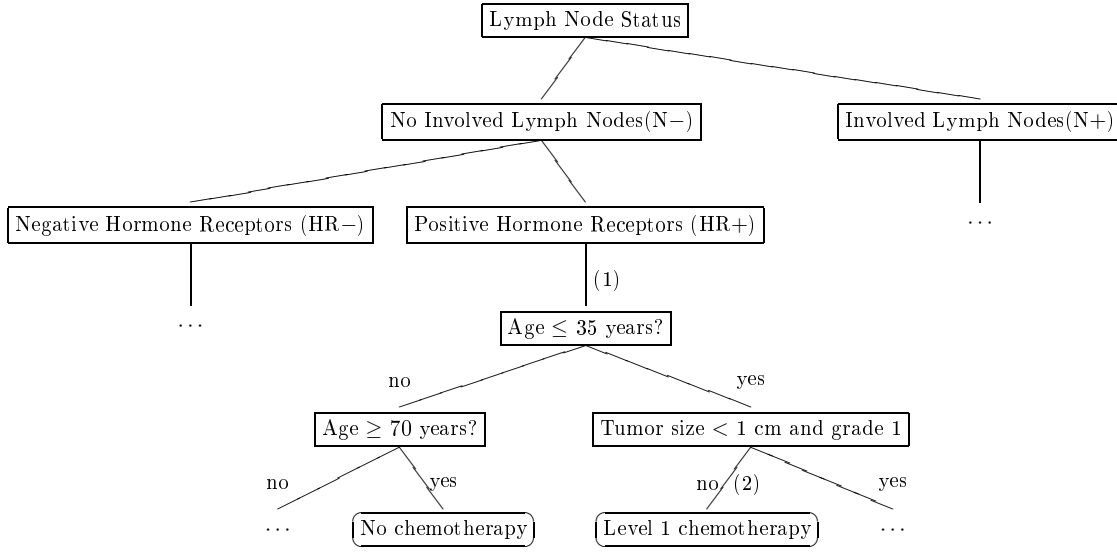 Lymph Node Status
No Involved Lymph Nodes(N−)
Involved Lymph Nodes(N+)
Negative Hormone Receptors (HR−)
Positive Hormone Receptors (HR+)
...
(1)
...
Age ≤ 35 years?
no
yes
Age ≥ 70 years?
Tumor size < 1 cm and grade 1
no
yes
no
(2)
yes
...
No chemotherapy
Level 1 chemotherapy
...